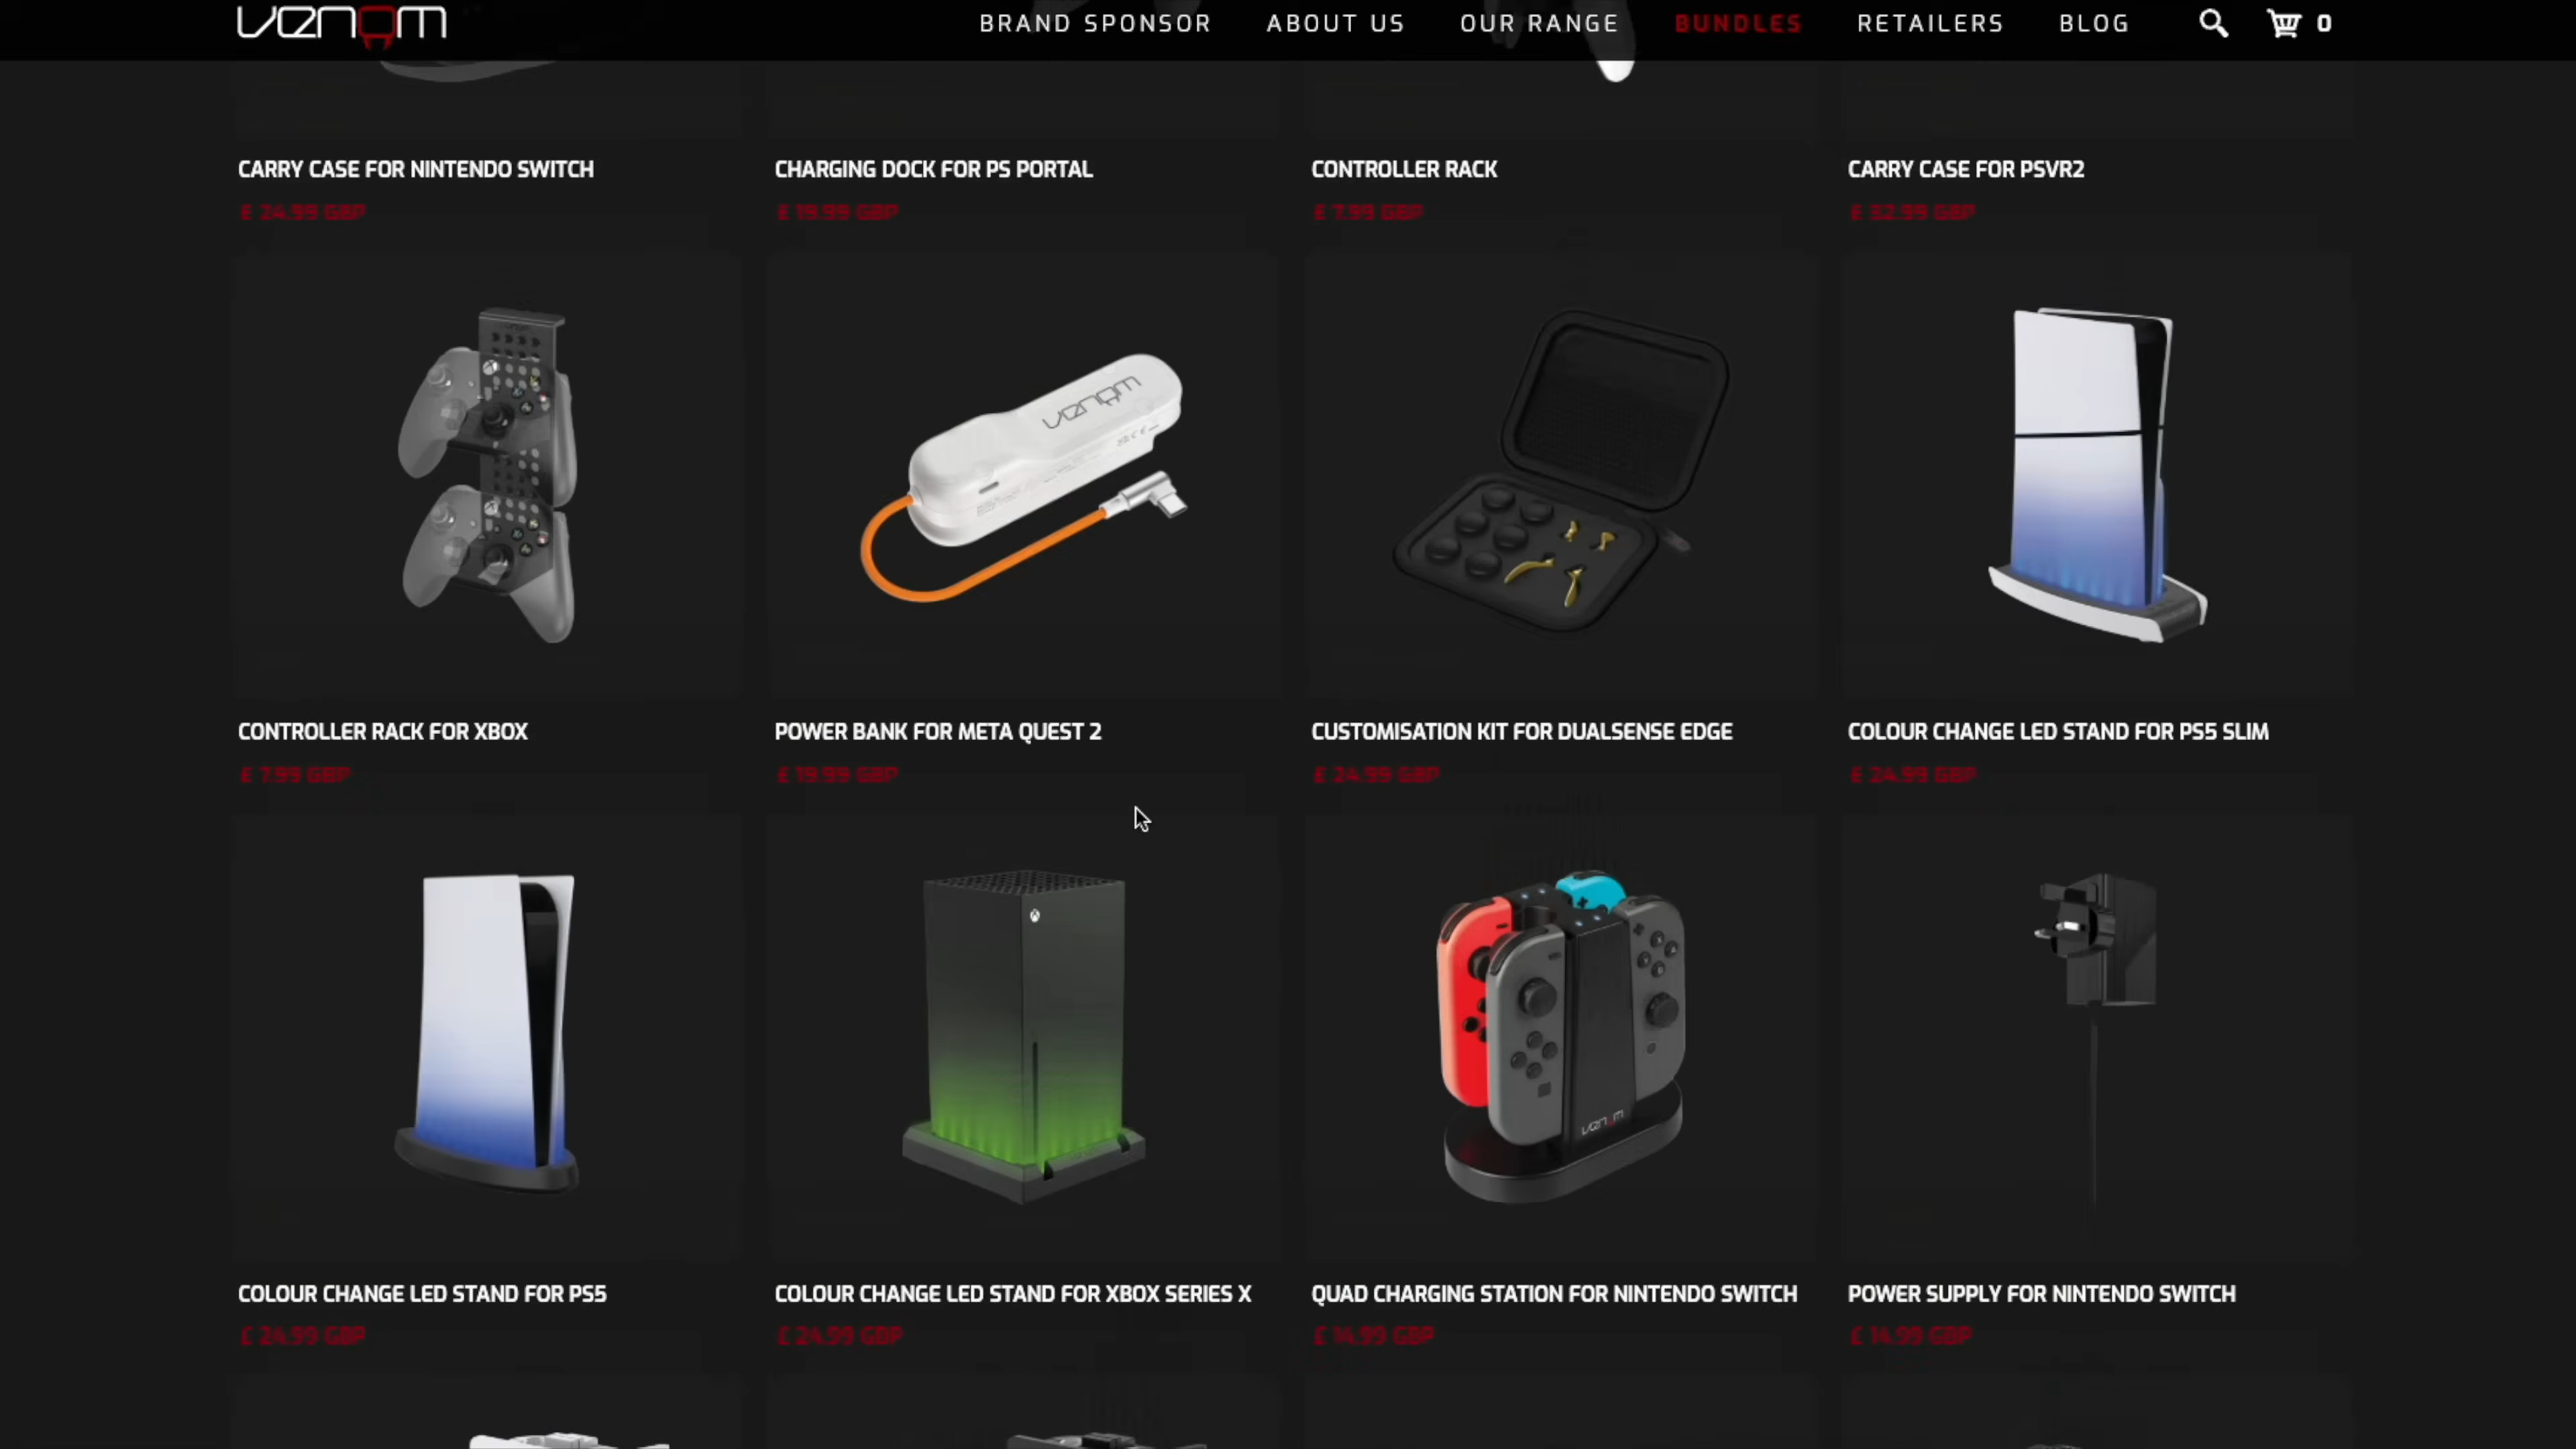 venom
BRAND SPONSOR ABOUT US OUR RANGE BUNDLES RETAILERS BLOG 0
CARRY CASE FOR NINTENDO SWITCH CHARGING DOCK FOR PS PORTAL CONTROLLER RACK CARRY CASE FOR PSVR2
£ 24.99 GBP £ 19.99 GBP £ 7.99 GBP £ 32.99 GBP
venom
CONTROLLER RACK FOR XBOX POWER BANK FOR META QUEST 2 CUSTOMISATION KIT FOR DUALSENSE EDGE COLOUR CHANGE LED STAND FOR PS5 SLIM
£ 7.99 GBP £ 19.99 GBP £ 24.99 GBP £ 24.99 GBP
venom
COLOUR CHANGE LED STAND FOR PS5 COLOUR CHANGE LED STAND FOR XBOX SERIES X QUAD CHARGING STATION FOR NINTENDO SWITCH POWER SUPPLY FOR NINTENDO SWITCH
£ 24.99 GBP £ 24.99 GBP £ 14.99 GBP £ 14.99 GBP